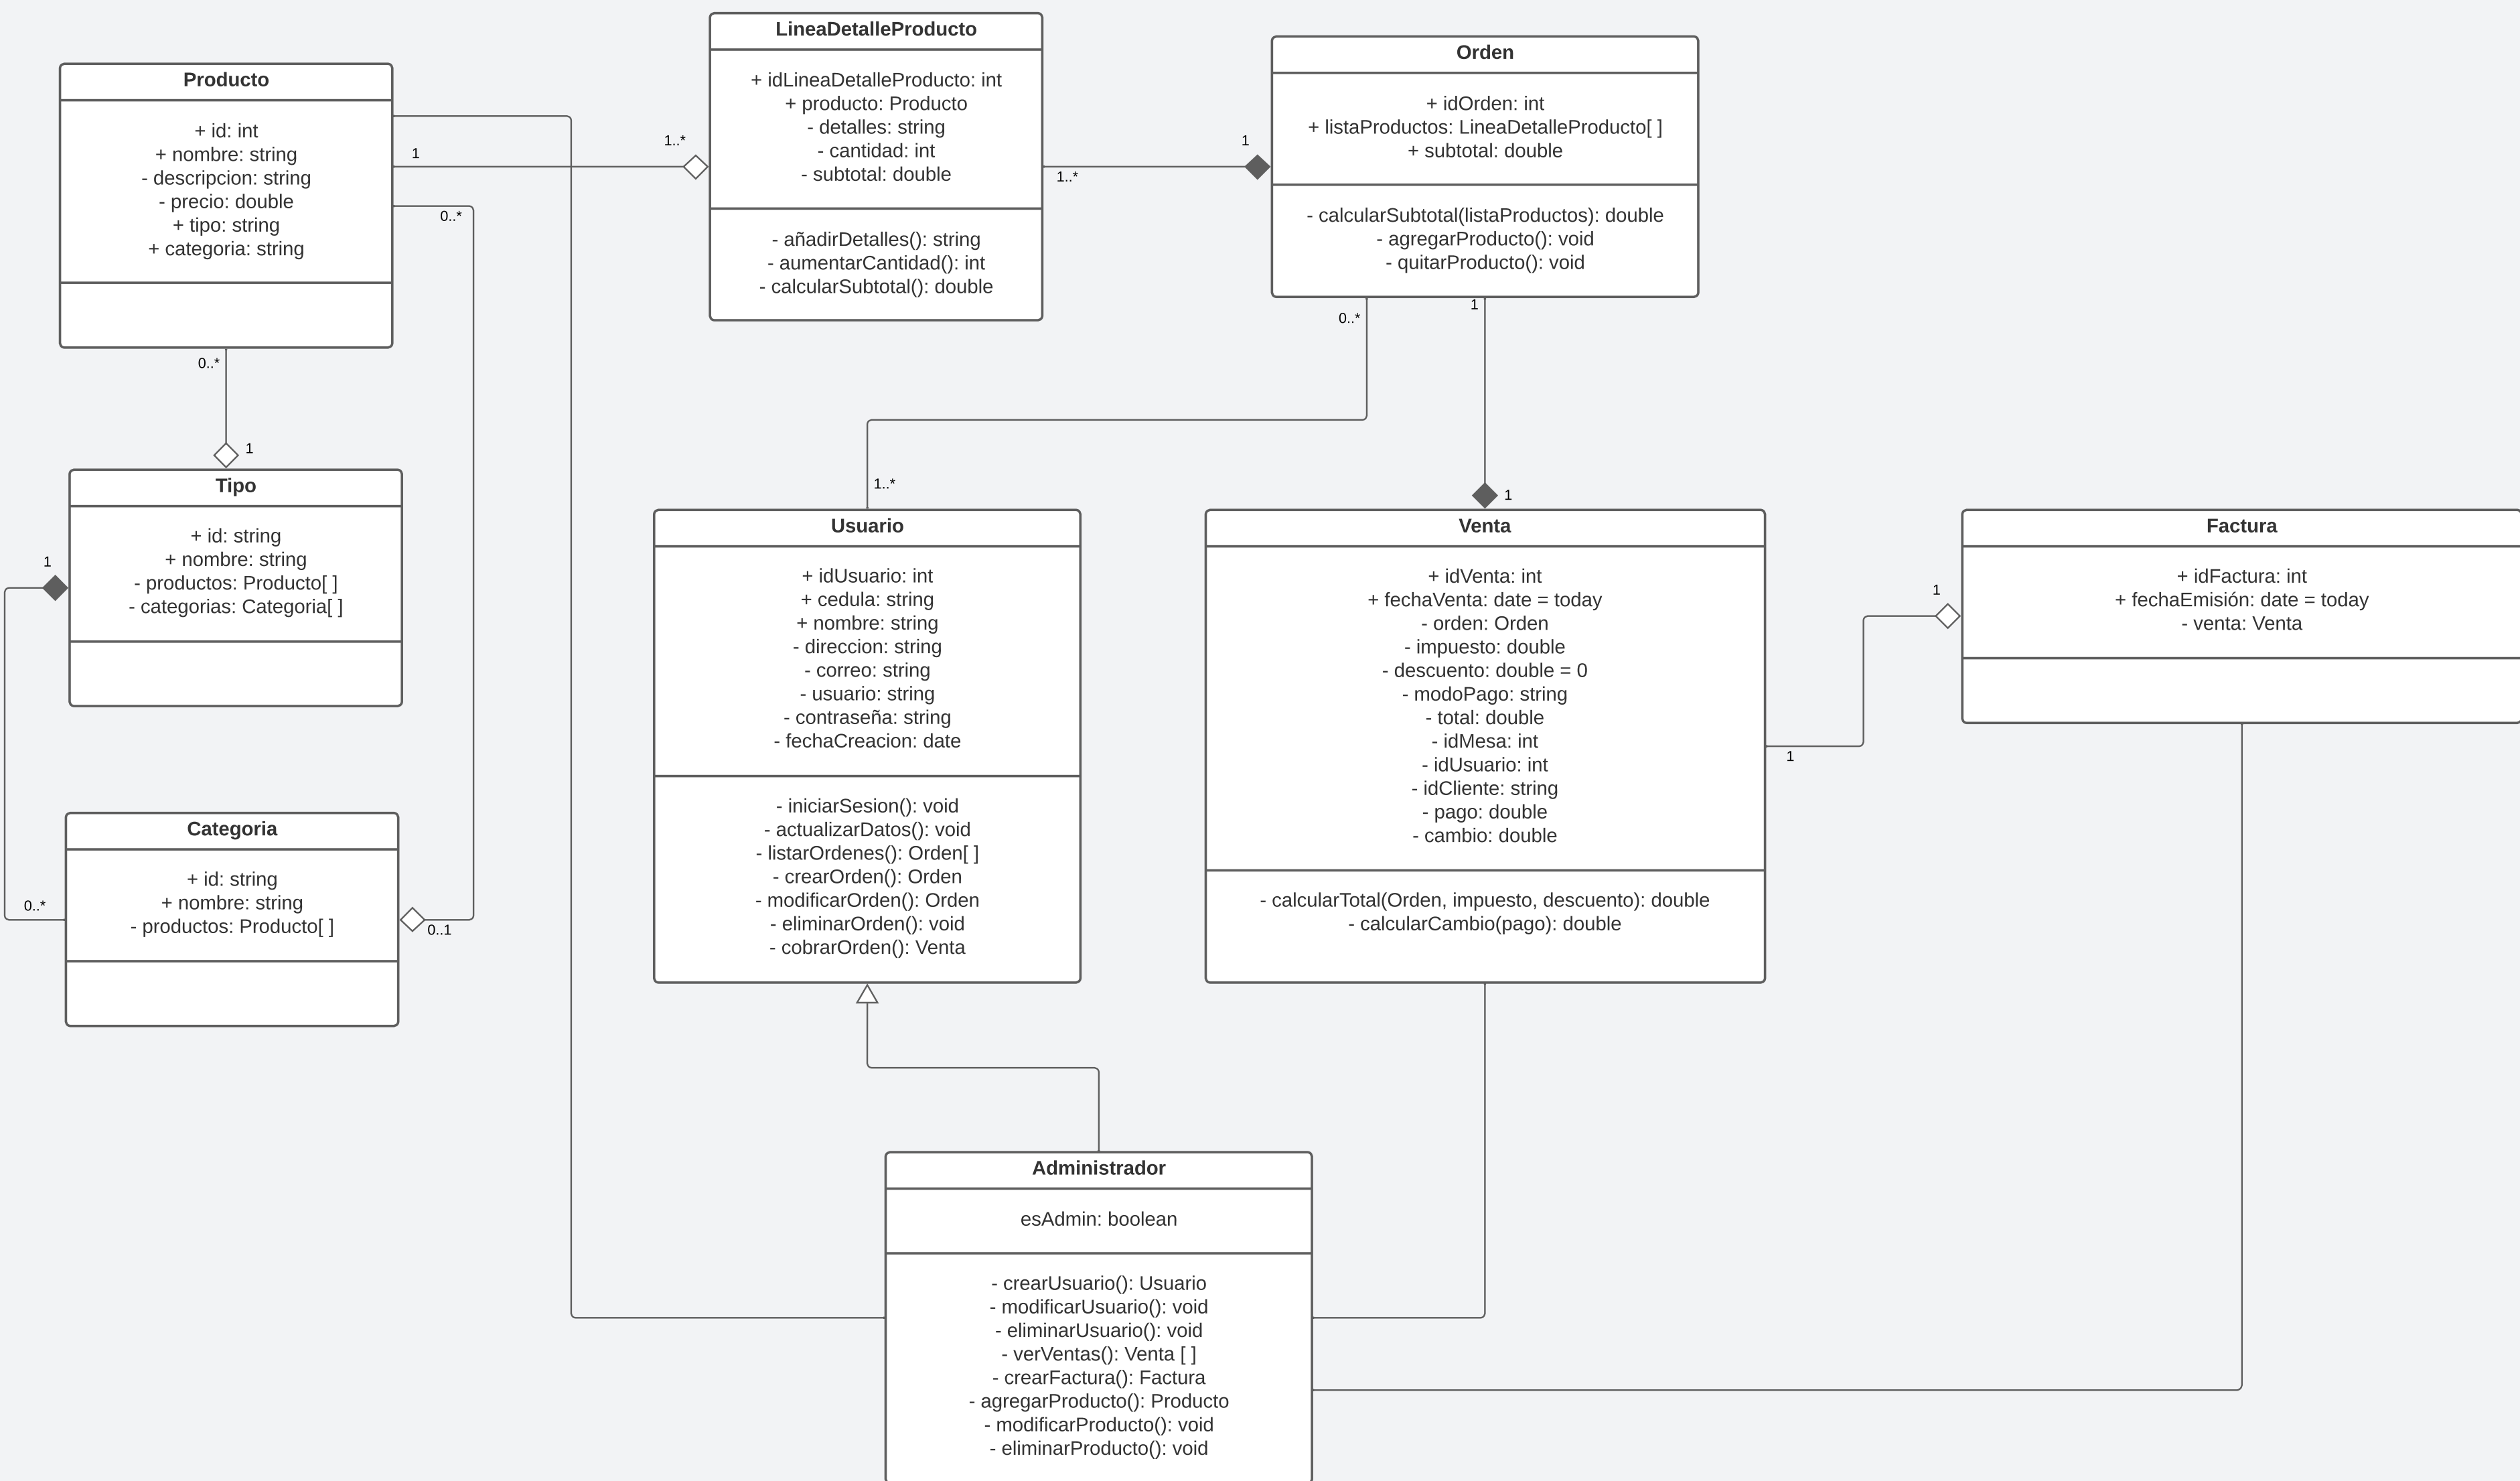 LineaDetalleProducto
+ idLineaDetalleProducto: int
+ producto: Producto
- detalles: string
- cantidad: int
- subtotal: double
- añadirDetalles(): string
- aumentarCantidad(): int
- calcularSubtotal(): double
Orden
+ idOrden: int
+ listaProductos: LineaDetalleProducto[ ]
+ subtotal: double
- calcularSubtotal(listaProductos): double
- agregarProducto(): void
- quitarProducto(): void
Producto
+ id: int
+ nombre: string
- descripcion: string
- precio: double
+ tipo: string
+ categoria: string
1
1..*
1..*
1
0..*
0..*
1
0..*
1
1..*
1
Tipo
+ id: string
+ nombre: string
- productos: Producto[ ]
- categorias: Categoria[ ]
1
0..*
Categoria
+ id: string
+ nombre: string
- productos: Producto[ ]
0..1
Usuario
+ idUsuario: int
+ cedula: string
+ nombre: string
- direccion: string
- correo: string
- usuario: string
- contraseña: string
- fechaCreacion: date
- iniciarSesion(): void
- actualizarDatos(): void
- listarOrdenes(): Orden[ ]
- crearOrden(): Orden
- modificarOrden(): Orden
- eliminarOrden(): void
- cobrarOrden(): Venta
Venta
+ idVenta: int
+ fechaVenta: date = today
- orden: Orden
- impuesto: double
- descuento: double = 0
- modoPago: string
- total: double
- idMesa: int
- idUsuario: int
- idCliente: string
- pago: double
- cambio: double
- calcularTotal(Orden, impuesto, descuento): double
- calcularCambio(pago): double
1
1
Factura
+ idFactura: int
+ fechaEmisión: date = today
- venta: Venta
Administrador
esAdmin: boolean
- crearUsuario(): Usuario
- modificarUsuario(): void
- eliminarUsuario(): void
- verVentas(): Venta [ ]
- crearFactura(): Factura
- agregarProducto(): Producto
- modificarProducto(): void
- eliminarProducto(): void